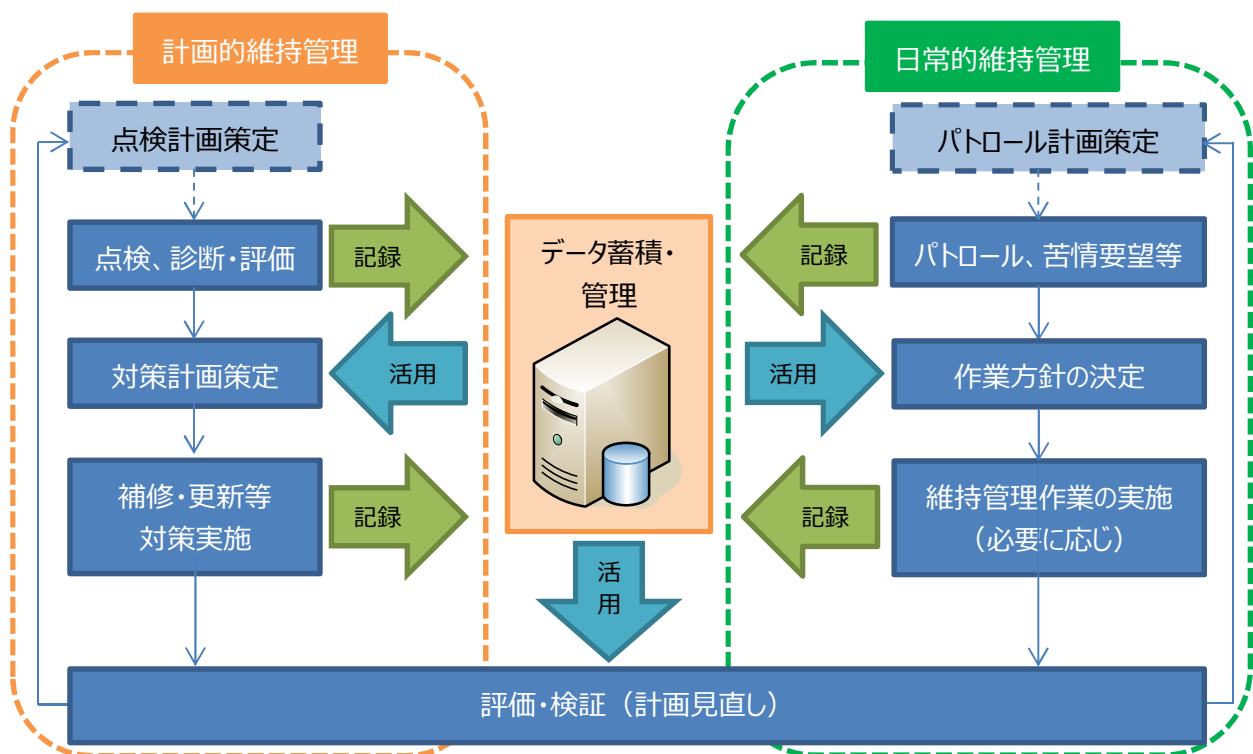 計画的維持管理
日常的維持管理
点検計画策定
パトロール計画策定
点検、診断・評価
記録
データ蓄積・
管理
記録
パトロール、苦情要望等
対策計画策定
活用
活用
作業方針の決定
補修・更新等
対策実施
記録
記録
維持管理作業の実施
（必要に応じ）
活
用
評価・検証（計画見直し）